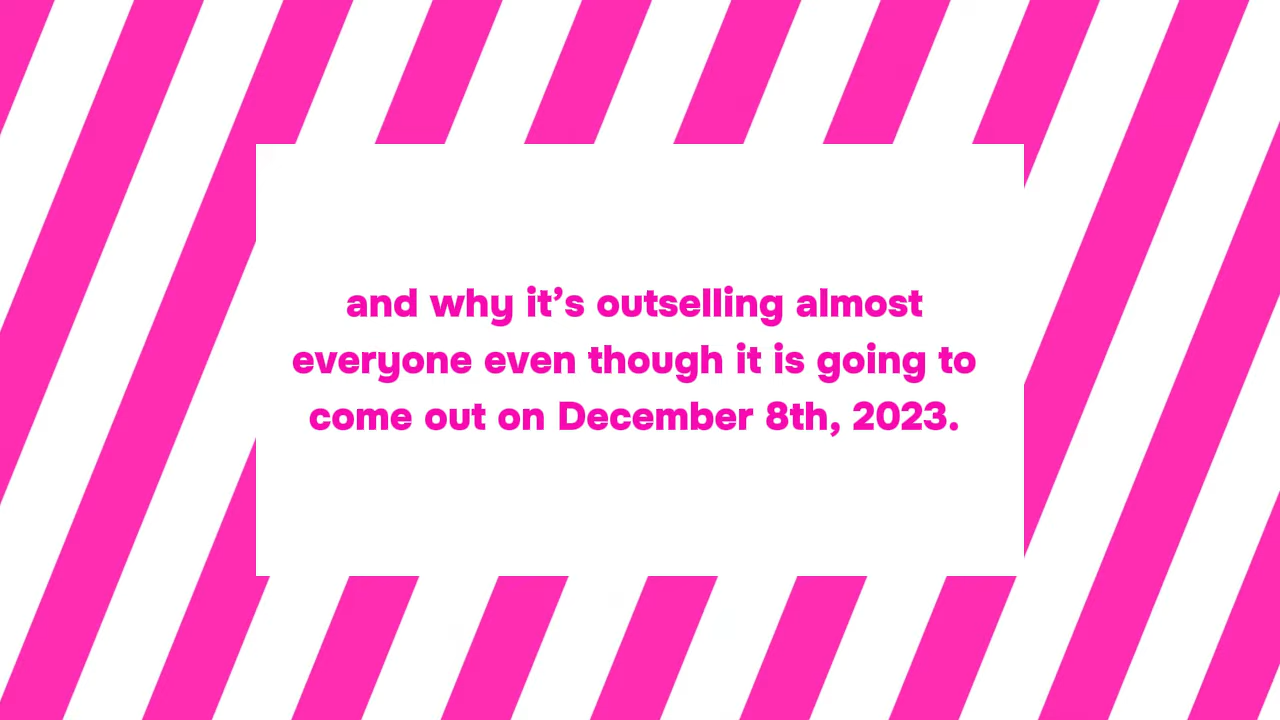 and why it’s outselling almost
everyone even though it is going to
come out on December 8th, 2023.